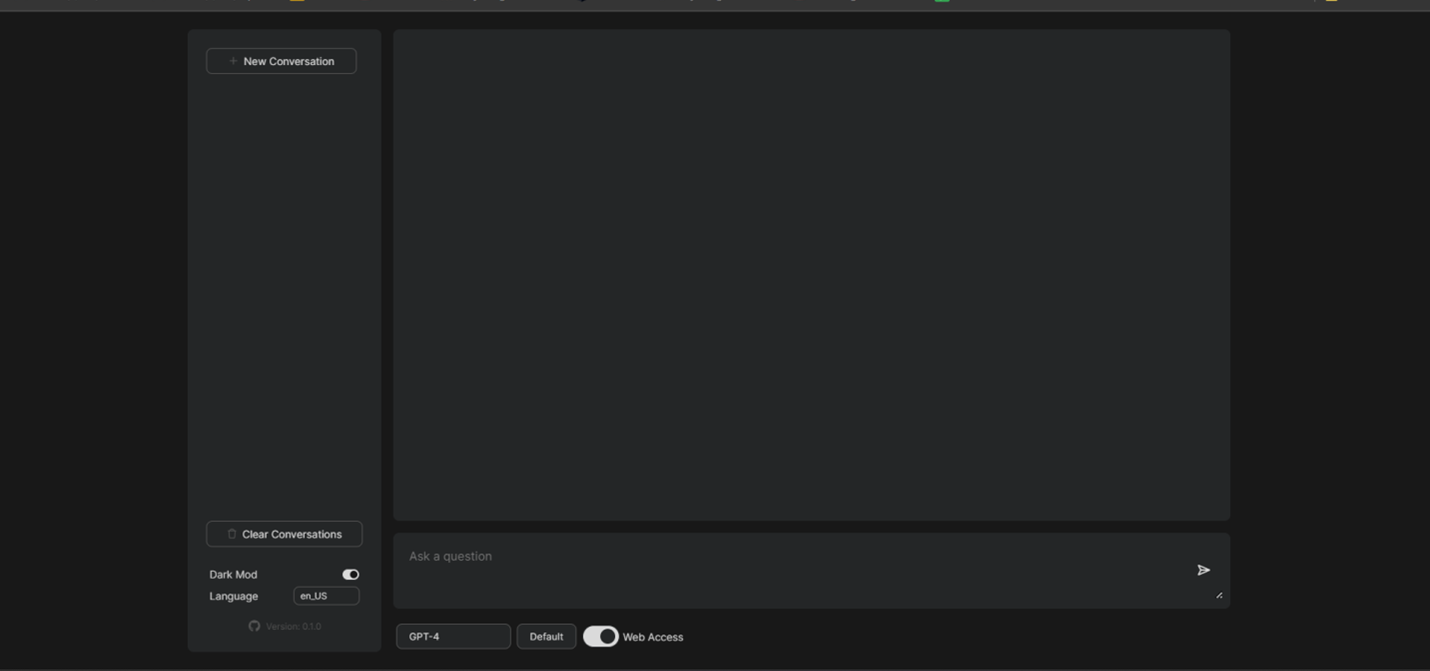 New Conversation
Clear Conversations
Dark Mod
Language en_US
Version: 0.1.0
Ask a question
GPT-4 Default Web Access